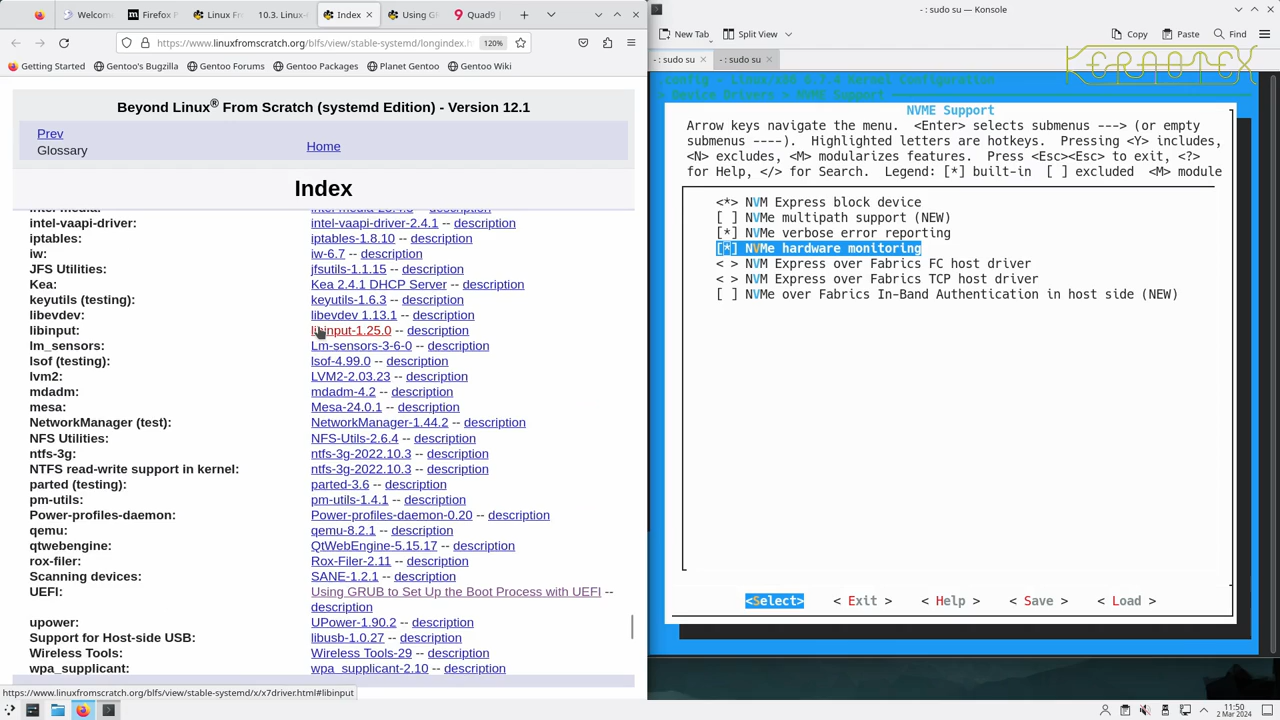 Welcom
Firefox P
Linux Fr
10.3. Linux-
Index
Using GR
Quad9
https://www.linuxfromscratch.org/blfs/view/stable-systemd/longindex.h
120%
Getting Started
Gentoo's Bugzilla
Gentoo Forums
Gentoo Packages
Planet Gentoo
Gentoo Wiki
Beyond Linux® From Scratch (systemd Edition) - Version 12.1
Prev
Home
Glossary
Index
intel-vaapi-driver: intel-vaapi-driver-2.4.1 -- description
iptables: iptables-1.8.10 -- description
iw: iw-6.7 -- description
JFS Utilities: jfsutils-1.1.15 -- description
Kea: Kea 2.4.1 DHCP Server -- description
keyutils (testing): keyutils-1.6.3 -- description
libevdev: libevdev 1.13.1 -- description
libinput: libinput-1.25.0 -- description
lm_sensors: Lm-sensors-3-6-0 -- description
lsof (testing): lsof-4.99.0 -- description
lvm2: LVM2-2.03.23 -- description
mdadm: mdadm-4.2 -- description
mesa: Mesa-24.0.1 -- description
NetworkManager (test): NetworkManager-1.44.2 -- description
NFS Utilities: NFS-Utils-2.6.4 -- description
ntfs-3g: ntfs-3g-2022.10.3 -- description
NTFS read-write support in kernel: ntfs-3g-2022.10.3 -- description
parted (testing): parted-3.6 -- description
pm-utils: pm-utils-1.4.1 -- description
Power-profiles-daemon: Power-profiles-daemon-0.20 -- description
qemu: qemu-8.2.1 -- description
qtwebengine: QtWebEngine-5.15.17 -- description
rox-filer: Rox-Filer-2.11 -- description
Scanning devices: SANE-1.2.1 -- description
UEFI: Using GRUB to Set Up the Boot Process with UEFI --
description
upower: UPower-1.90.2 -- description
Support for Host-side USB: libusb-1.0.27 -- description
Wireless Tools: Wireless Tools-29 -- description
wpa_supplicant: wpa_supplicant-2.10 -- description
https://www.linuxfromscratch.org/blfs/view/stable-systemd/x/x7driver.html#libinput
- : sudo su — Konsole
New Tab
Split View
Copy
Paste
Find
- : sudo su
- : sudo su
KERNOTEX
.config - Linux/x86 6.7.4 Kernel Configuration
> Device Drivers > NVME Support
NVME Support
Arrow keys navigate the menu. <Enter> selects submenus ---> (or empty
submenus ----). Highlighted letters are hotkeys. Pressing <Y> includes,
<N> excludes, <M> modularizes features. Press <Esc><Esc> to exit, <?>
for Help, </> for Search. Legend: [*] built-in [ ] excluded <M> module
<*> NVM Express block device
[ ] NVMe multipath support (NEW)
[*] NVMe verbose error reporting
[*] NVMe hardware monitoring
< > NVM Express over Fabrics FC host driver
< > NVM Express over Fabrics TCP host driver
[ ] NVMe over Fabrics In-Band Authentication in host side (NEW)
<Select> < Exit > < Help > < Save > < Load >
11:50
2 Mar 2024